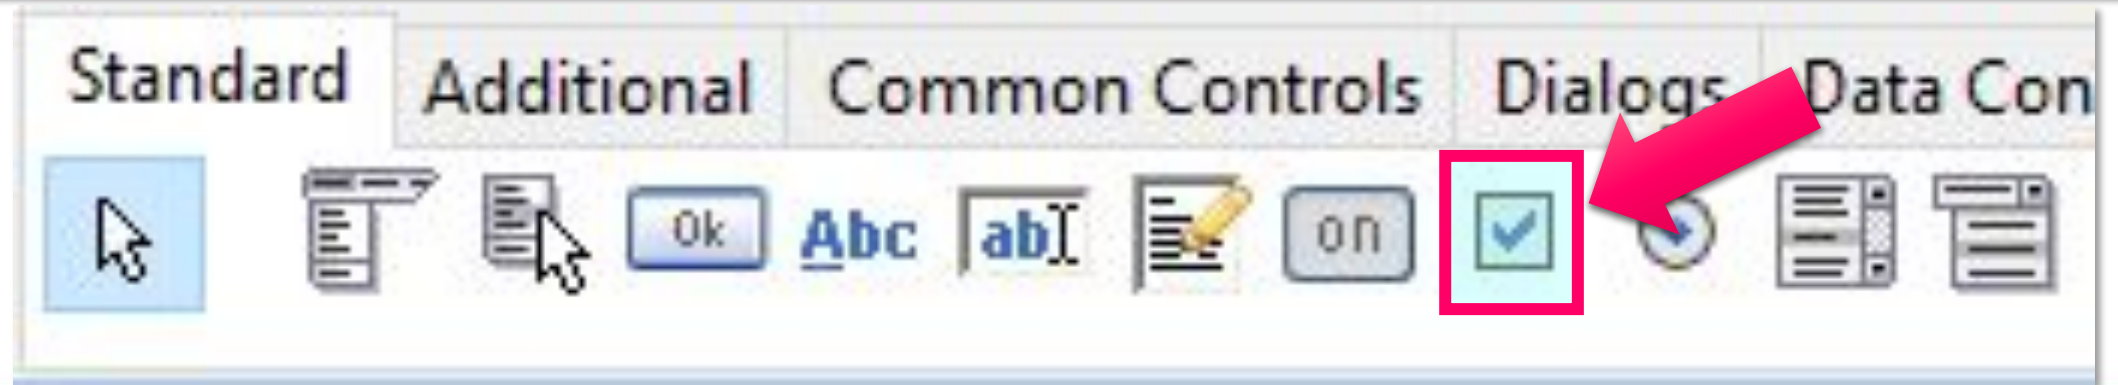 Standard Additional Common Controls Dialogs Data Con
Ok Abc ab on